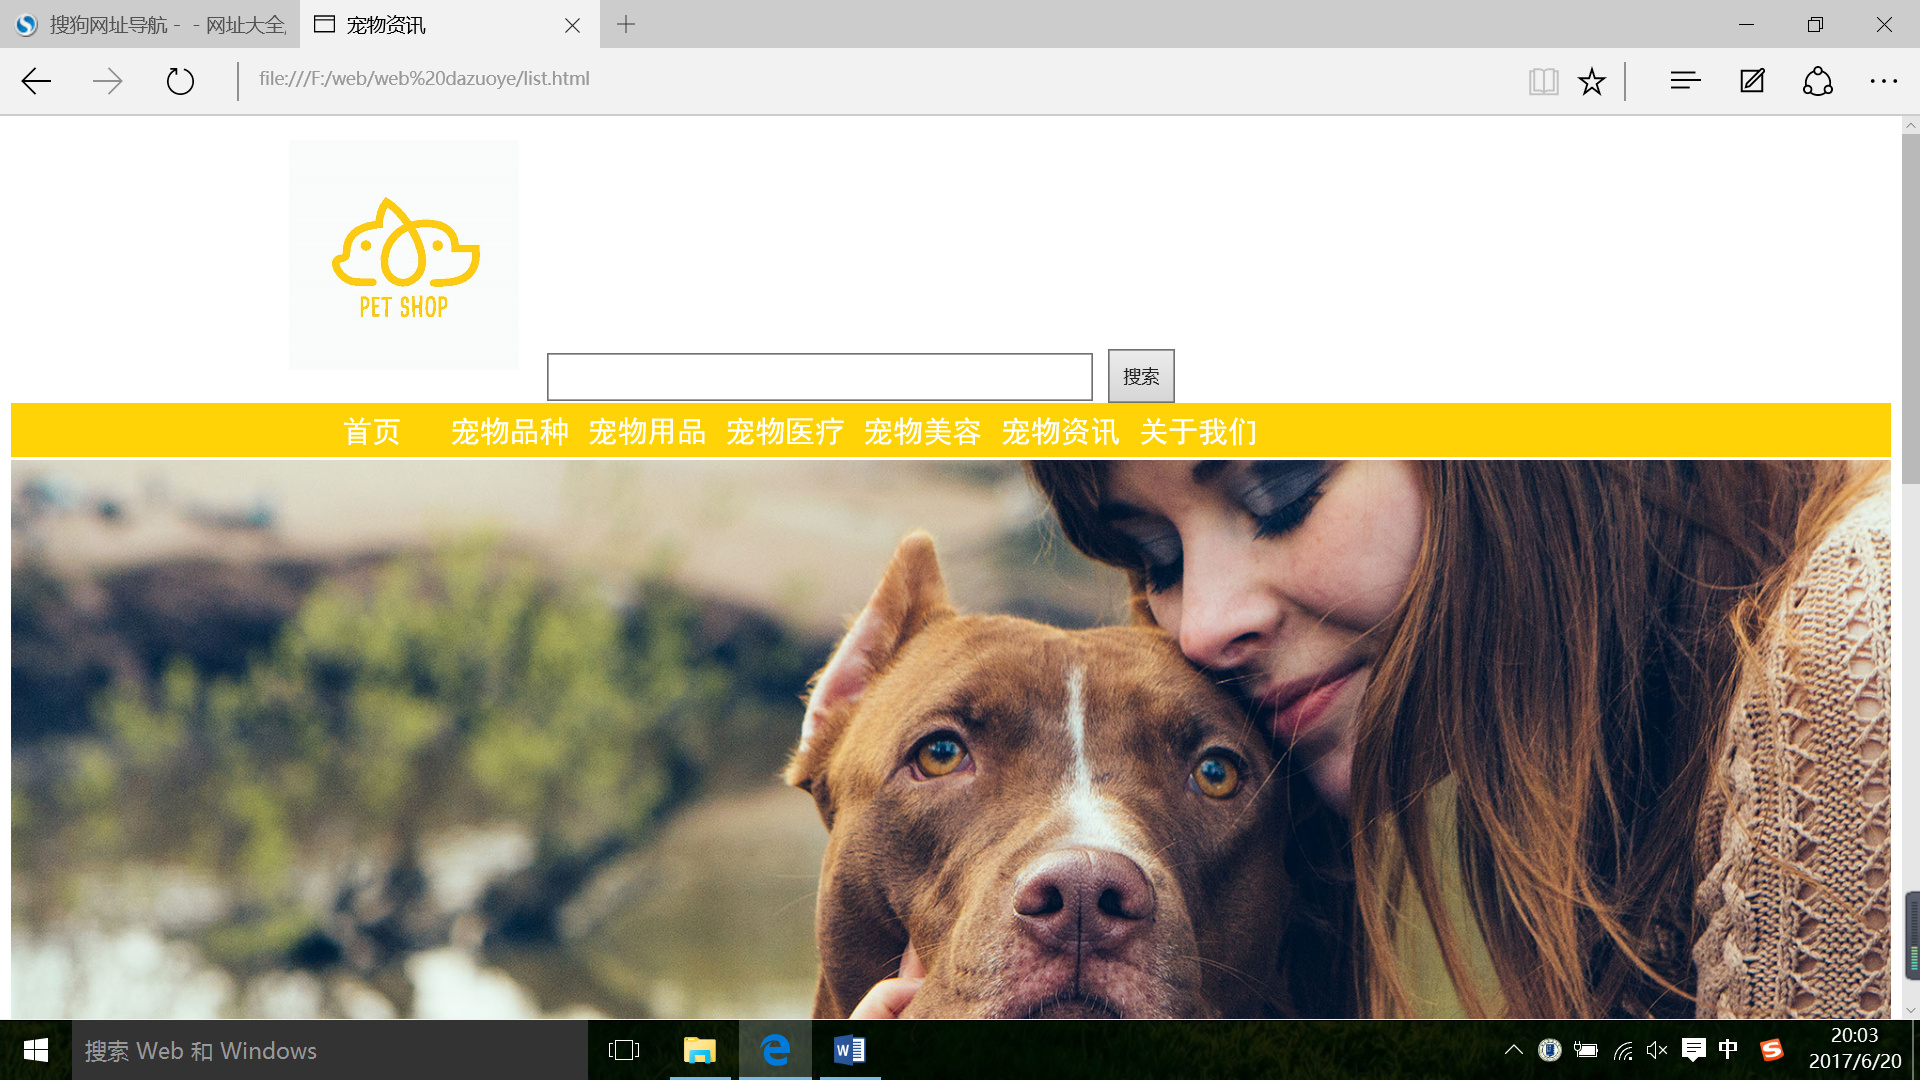 搜狗网址导航 - - 网址大全
宠物资讯
file:///F:/web/web%20dazuoye/list.html
PET SHOP
搜索
首页 宠物品种 宠物用品 宠物医疗 宠物美容 宠物资讯 关于我们
搜索 Web 和 Windows
中
20:03
2017/6/20